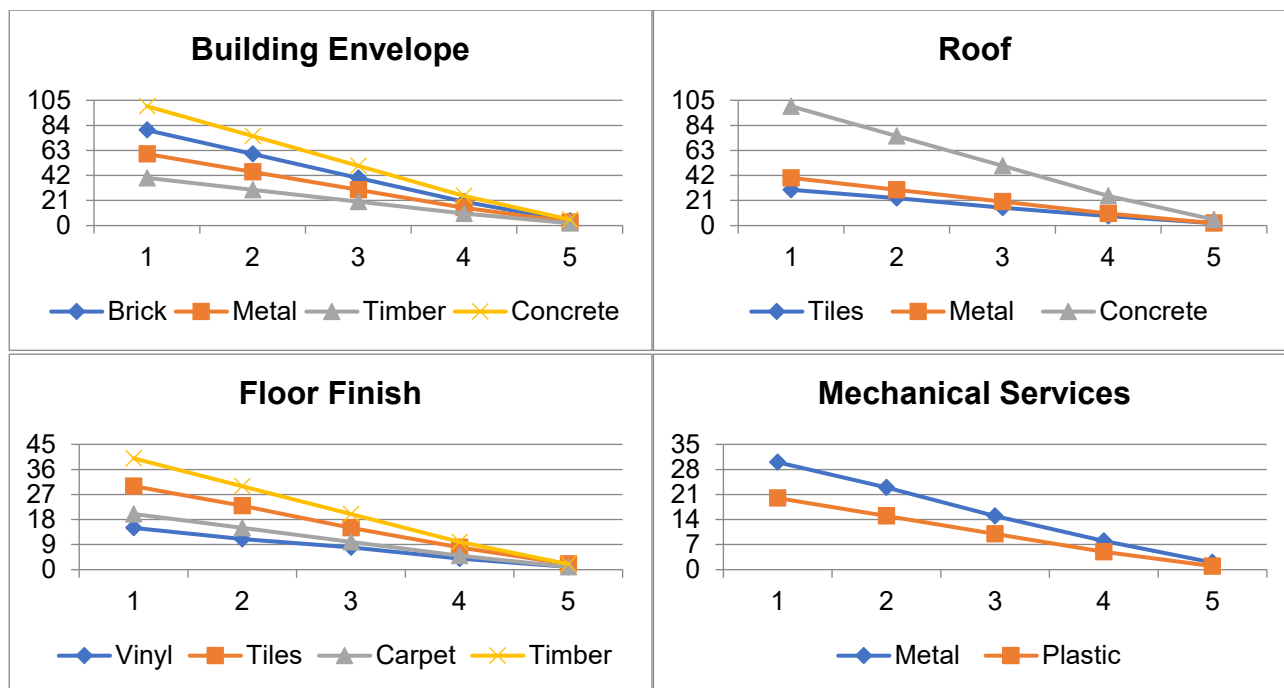 Building Envelope
105
84
63
42
21
0
1 2 3 4 5
Brick Metal Timber Concrete
Roof
105
84
63
42
21
0
1 2 3 4 5
Tiles Metal Concrete
Floor Finish
45
36
27
18
9
0
1 2 3 4 5
Vinyl Tiles Carpet Timber
Mechanical Services
35
28
21
14
7
0
1 2 3 4 5
Metal Plastic